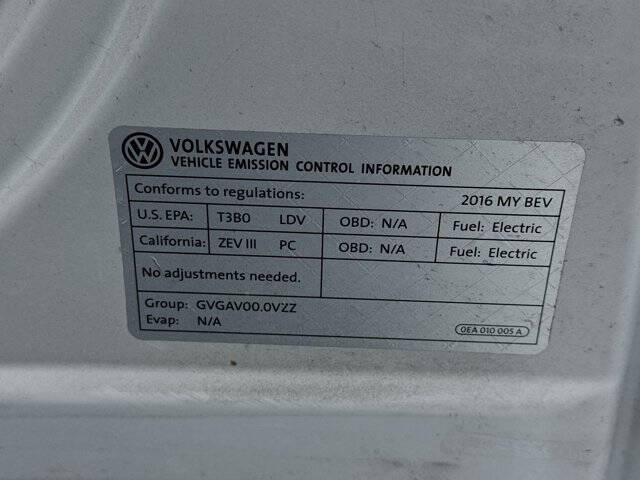 VOLKSWAGEN
VEHICLE EMISSION CONTROL INFORMATION
Conforms to regulations: 2016 MY BEV
U.S. EPA: T3B0 LDV OBD: N/A Fuel: Electric
California: ZEV III PC OBD: N/A Fuel: Electric
No adjustments needed.
Group: GVGAV00.0VZZ
Evap: N/A
0EA 010 005 A